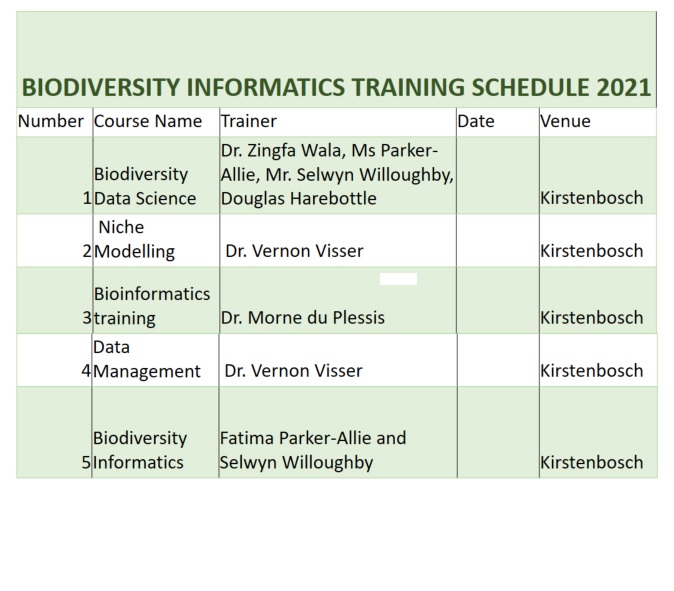 BIODIVERSITY INFORMATICS TRAINING SCHEDULE 2021
Number Course Name Trainer Date Venue
Dr. Zingfa Wala, Ms Parker-
Biodiversity Allie, Mr. Selwyn Willoughby,
1 Data Science Douglas Harebottle Kirstenbosch
Niche
2 Modelling Dr. Vernon Visser Kirstenbosch
Bioinformatics
3 training Dr. Morne du Plessis Kirstenbosch
Data
4 Management Dr. Vernon Visser Kirstenbosch
Biodiversity Fatima Parker-Allie and
5 Informatics Selwyn Willoughby Kirstenbosch